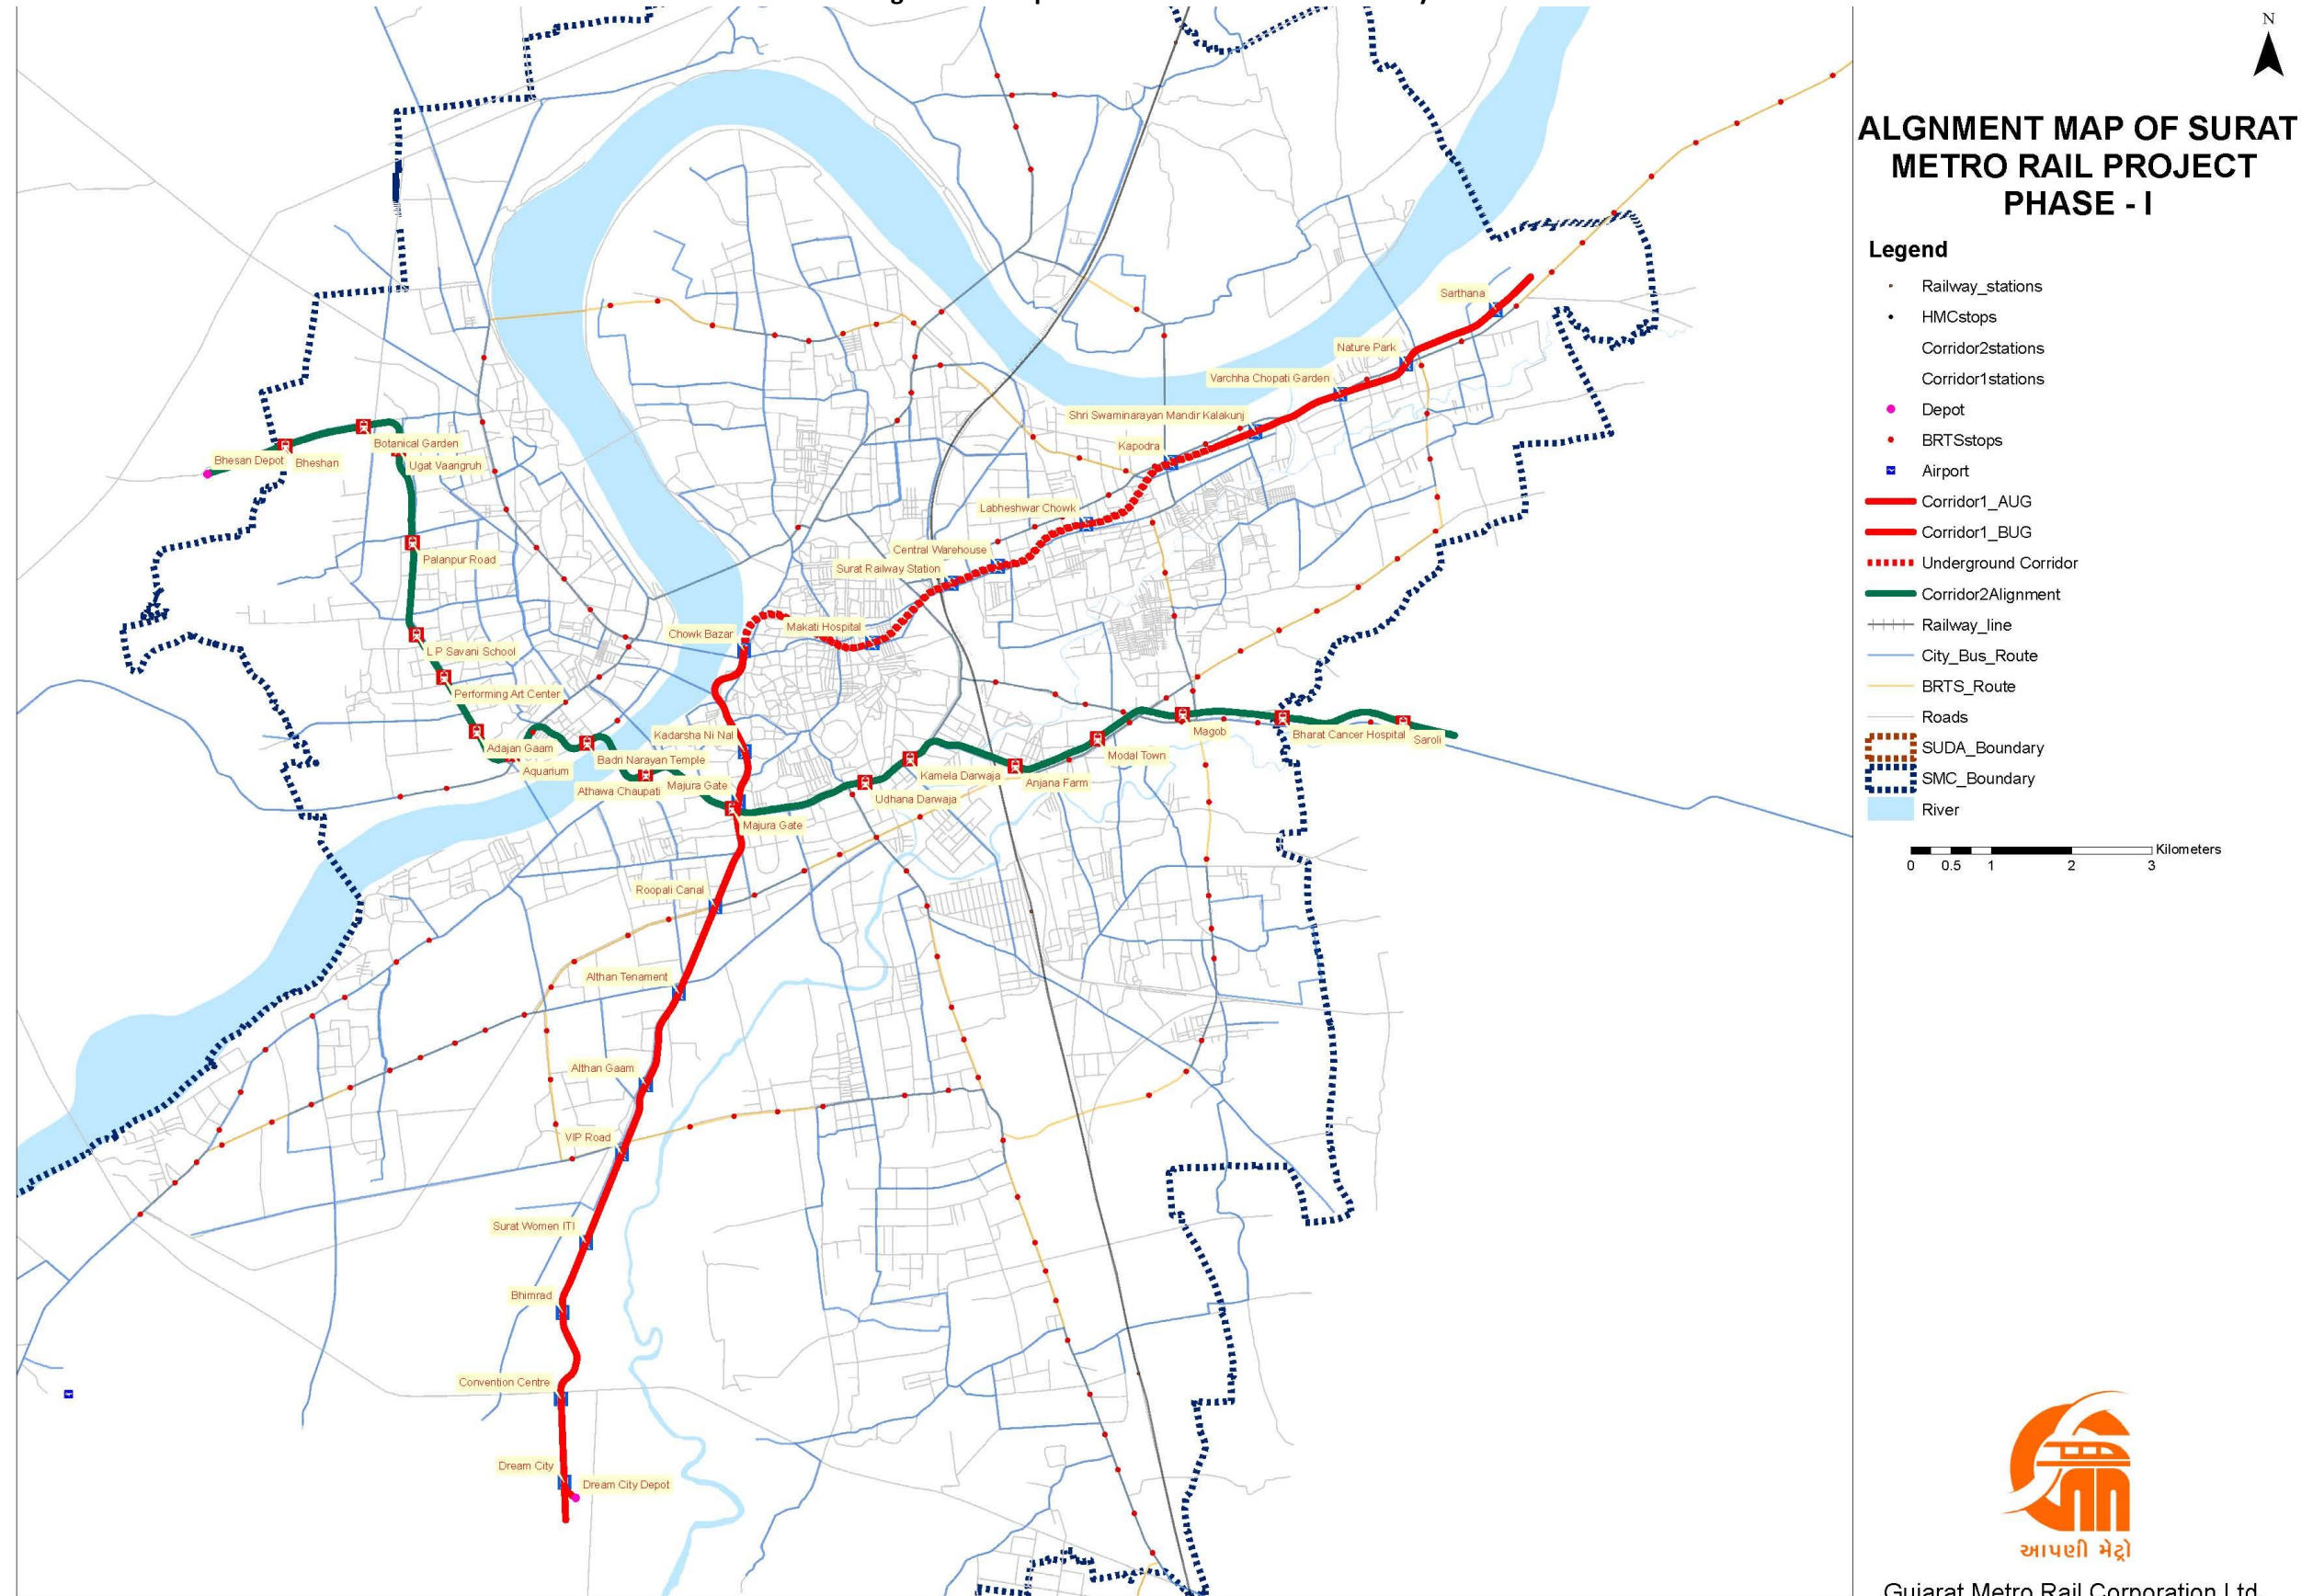 N
ALGNMENT MAP OF SURAT
METRO RAIL PROJECT
PHASE - I
Legend
Railway_stations
HMCstops
Corridor2stations
Corridor1stations
Depot
BRTSstops
Airport
Corridor1_AUG
Corridor1_BUG
Underground Corridor
Corridor2Alignment
Railway_line
City_Bus_Route
BRTS_Route
Roads
SUDA_Boundary
SMC_Boundary
River
Kilometers
0 0.5 1 2 3
Sarthana
Nature Park
Varchha Chopati Garden
Shri Swaminarayan Mandir Kalakunj
Kapodra
Labheshwar Chowk
Central Warehouse
Surat Railway Station
Makati Hospital
Chowk Bazar
Kadarsha Ni Nal
Majura Gate
Roopali Canal
Althan Tenament
Althan Gaam
VIP Road
Surat Women ITI
Bhimrad
Convention Centre
Dream City
Dream City Depot
Bhesan Depot
Bheshan
Botanical Garden
Ugat Vaarigruh
Palanpur Road
L P Savani School
Performing Art Center
Adajan Gaam
Aquarium
Badri Narayan Temple
Athawa Chaupati
Majura Gate
Udhana Darwaja
Kamela Darwaja
Anjana Farm
Modal Town
Magob
Bharat Cancer Hospital
Saroli
આપણી મેટ્રો
Gujarat Metro Rail Corporation Ltd